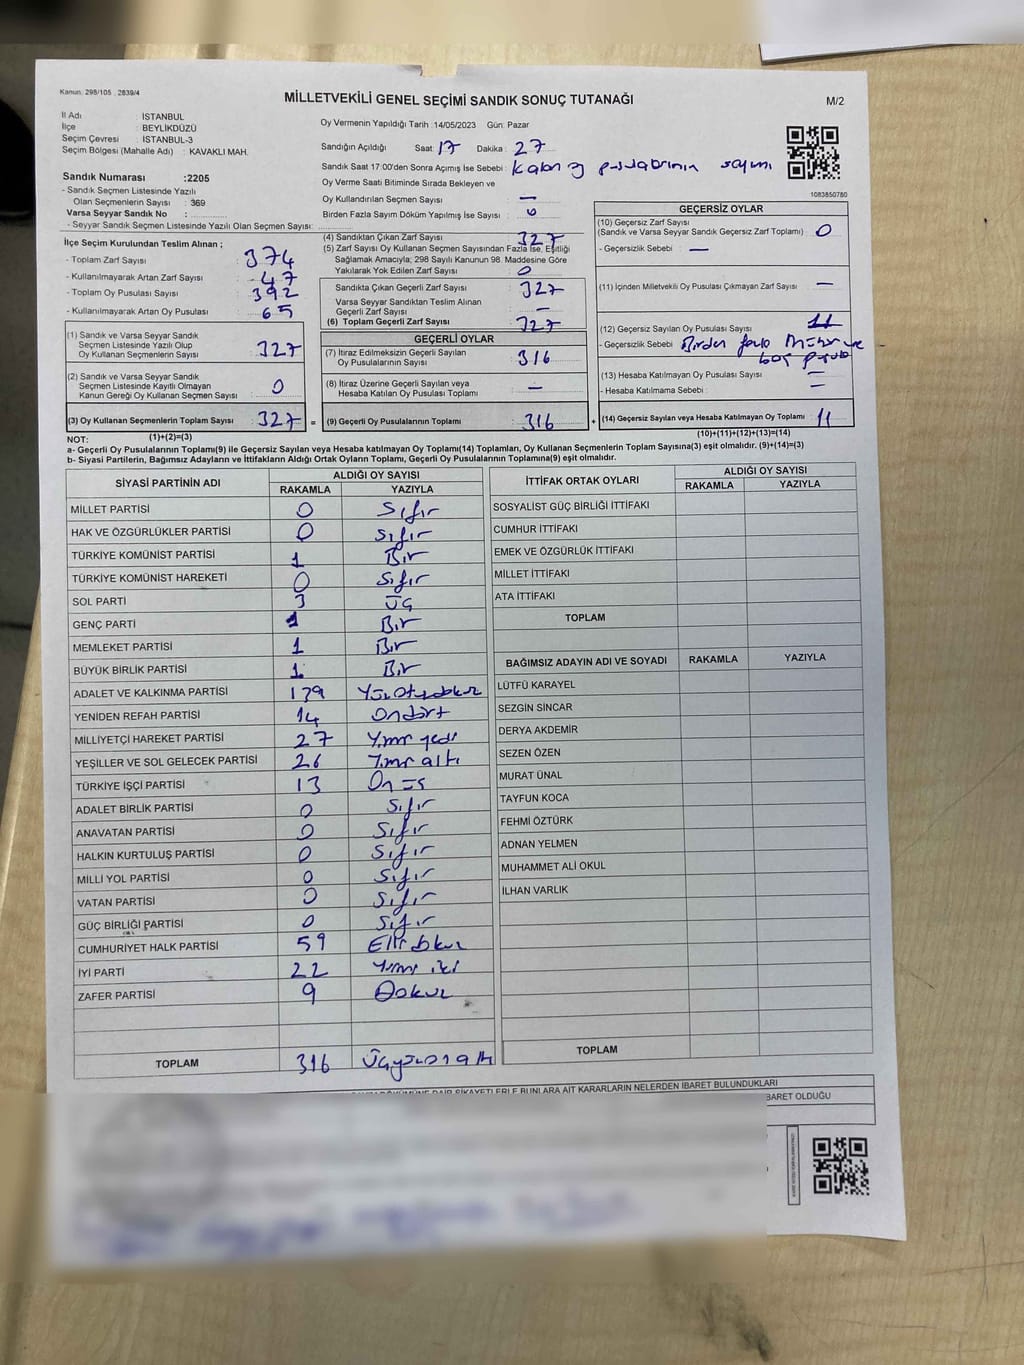 Kanun: 298/105 , 2839/4
MİLLETVEKİLİ GENEL SEÇİMİ SANDIK SONUÇ TUTANAĞI
M/2
İl Adı : İSTANBUL
İlçe : BEYLİKDÜZÜ
Seçim Çevresi : İSTANBUL-3
Seçim Bölgesi (Mahalle Adı) : KAVAKLI MAH.
Oy Vermenin Yapıldığı Tarih :14/05/2023 Gün: Pazar
Sandığın Açıldığı Saat: 17 Dakika: 27
Sandık Saat 17:00'den Sonra Açımış İse Sebebi : Kalan pusulalarının sayımı
Oy Verme Saati Bitiminde Sırada Bekleyen ve
Oy Kullandırılan Seçmen Sayısı : —
Birden Fazla Sayım Döküm Yapılmış İse Sayısı : 0
1083850780
Sandık Numarası :2205
- Sandık Seçmen Listesinde Yazılı
Olan Seçmenlerin Sayısı : 369
Varsa Seyyar Sandık No :
- Seyyar Sandık Seçmen Listesinde Yazılı Olan Seçmen Sayısı:
İlçe Seçim Kurulundan Teslim Alınan ;
- Toplam Zarf Sayısı : 374
- Kullanılmayarak Artan Zarf Sayısı : 47
- Toplam Oy Pusulası Sayısı : 392
- Kullanılmayarak Artan Oy Pusulası : 65
(1) Sandık ve Varsa Seyyar Sandık
Seçmen Listesinde Yazılı Olup
Oy Kullanan Seçmenlerin Sayısı : 327
(2) Sandık ve Varsa Seyyar Sandık
Seçmen Listesinde Kayıtlı Olmayan
Kanun Gereği Oy Kullanan Seçmen Sayısı : 0
(3) Oy Kullanan Seçmenlerin Toplam Sayısı : 327 =
(1)+(2)=(3)
(4) Sandıktan Çıkan Zarf Sayısı : 327
(5) Zarf Sayısı Oy Kullanan Seçmen Sayısından Fazla İse, Eşitliği
Sağlamak Amacıyla; 298 Sayılı Kanunun 98. Maddesine Göre
Yakılarak Yok Edilen Zarf Sayısı : 0
Sandıkta Çıkan Geçerli Zarf Sayısı : 327
Varsa Seyyar Sandıktan Teslim Alınan
Geçerli Zarf Sayısı : —
(6) Toplam Geçerli Zarf Sayısı : 327
GEÇERLİ OYLAR
(7) İtiraz Edilmeksizin Geçerli Sayılan
Oy Pusulalarının Sayısı : 316
(8) İtiraz Üzerine Geçerli Sayılan veya
Hesaba Katılan Oy Pusulası Toplamı : —
(9) Geçerli Oy Pusulalarının Toplamı : 316 +
GEÇERSİZ OYLAR
(10) Geçersiz Zarf Sayısı
(Sandık ve Varsa Seyyar Sandık Geçersiz Zarf Toplamı) : 0
- Geçersizlik Sebebi : —
(11) İçinden Milletvekili Oy Pusulası Çıkmayan Zarf Sayısı : —
(12) Geçersiz Sayılan Oy Pusulası Sayısı : 11
- Geçersizlik Sebebi : Birden fazla Mühür ve
boş pusula
(13) Hesaba Katılmayan Oy Pusulası Sayısı : —
- Hesaba Katılmama Sebebi : —
(14) Geçersiz Sayılan veya Hesaba Katılmayan Oy Toplamı : 11
(10)+(11)+(12)+(13)=(14)
NOT:
a- Geçerli Oy Pusulalarının Toplamı(9) ile Geçersiz Sayılan veya Hesaba katılmayan Oy Toplamı(14) Toplamları, Oy Kullanan Seçmenlerin Toplam Sayısına(3) eşit olmalıdır. (9)+(14)=(3)
b- Siyasi Partilerin, Bağımsız Adayların ve İttifakların Aldığı Ortak Oyların Toplamı, Geçerli Oy Pusulalarının Toplamına(9) eşit olmalıdır.
SİYASİ PARTİNİN ADI ALDIĞI OY SAYISI
RAKAMLA YAZIYLA
MİLLET PARTİSİ 0 Sıfır
HAK VE ÖZGÜRLÜKLER PARTİSİ 0 Sıfır
TÜRKİYE KOMÜNİST PARTİSİ 1 Bir
TÜRKİYE KOMÜNİST HAREKETİ 0 Sıfır
SOL PARTİ 3 Üç
GENÇ PARTİ 1 Bir
MEMLEKET PARTİSİ 1 Bir
BÜYÜK BİRLİK PARTİSİ 1 Bir
ADALET VE KALKINMA PARTİSİ 139 Yüzotuzdokuz
YENİDEN REFAH PARTİSİ 14 Ondört
MİLLİYETÇİ HAREKET PARTİSİ 27 Yirmi yedi
YEŞİLLER VE SOL GELECEK PARTİSİ 26 Yirmi altı
TÜRKİYE İŞÇİ PARTİSİ 13 On üç
ADALET BİRLİK PARTİSİ 0 Sıfır
ANAVATAN PARTİSİ 0 Sıfır
HALKIN KURTULUŞ PARTİSİ 0 Sıfır
MİLLİ YOL PARTİSİ 0 Sıfır
VATAN PARTİSİ 0 Sıfır
GÜÇ BİRLİĞİ PARTİSİ 0 Sıfır
CUMHURİYET HALK PARTİSİ 59 Elli dokuz
İYİ PARTİ 22 Yirmi iki
ZAFER PARTİSİ 9 Dokuz
TOPLAM 316 Üçyüzonaltı
İTTİFAK ORTAK OYLARI ALDIĞI OY SAYISI
RAKAMLA YAZIYLA
SOSYALİST GÜÇ BİRLİĞİ İTTİFAKI
CUMHUR İTTİFAKI
EMEK VE ÖZGÜRLÜK İTTİFAKI
MİLLET İTTİFAKI
ATA İTTİFAKI
TOPLAM
BAĞIMSIZ ADAYIN ADI VE SOYADI RAKAMLA YAZIYLA
LÜTFÜ KARAYEL
SEZGİN SİNCAR
DERYA AKDEMİR
SEZEN ÖZEN
MURAT ÜNAL
TAYFUN KOCA
FEHMİ ÖZTÜRK
ADNAN YELMEN
MUHAMMET ALİ OKUL
İLHAN VARLIK
TOPLAM
DÖKÜMÜNE DAİR ŞİKAYETLERLE BUNLARA AİT KARARLARIN NELERDEN İBARET BULUNDUKLARI
İBARET OLDUĞU